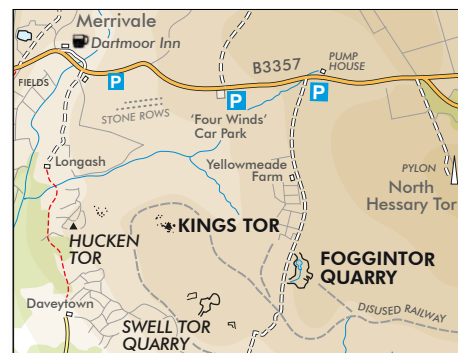 Merrivale
Dartmoor Inn
B3357
PUMP
HOUSE
FIELDS
P
P
P
STONE ROWS
'Four Winds'
Car Park
Longash
Yellowmeade
Farm
PYLON
North
Hessary Tor
KINGS TOR
HUCKEN
TOR
FOGGINTOR
QUARRY
Daveytown
SWELL TOR
QUARRY
DISUSED RAILWAY